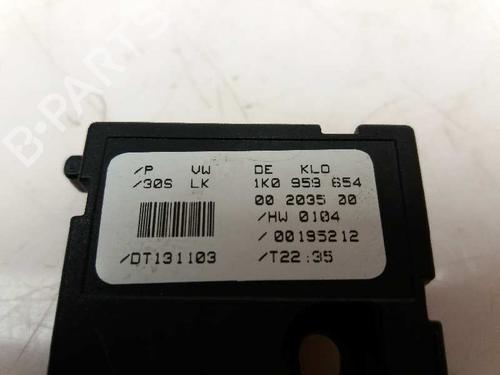 B-PARTS
/P VW DE KLO
/30S LK 1K0 959 654
00 2035 00
/HW 0104
/00195212
/DT131103 /T22:35